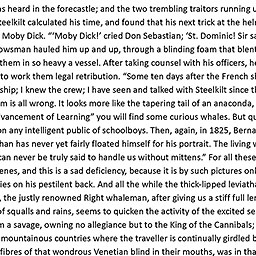 s heard in the forecastle; and the two trembling traitors running u
teelkilt calculated his time, and found that his next trick at the helm
Moby Dick. “‘Moby Dick!’ cried Don Sebastian; ‘St. Dominic! Sir sa
owsman hauled him up and up, through a blinding foam that blent
them in so heavy a vessel. After taking counsel with his officers, he
to work them legal retribution. “Some ten days after the French sh
ship; I knew the crew; I have seen and talked with Steelkilt since th
m is all wrong. It looks more like the tapering tail of an anaconda,
vancement of Learning” you will find some curious whales. But qu
on any intelligent public of schoolboys. Then, again, in 1825, Berna
han has never yet fairly floated himself for his portrait. The living w
can never be truly said to handle us without mittens.” For all these
enes, and this is a sad deficiency, because it is by such pictures onl
ies on his pestilent back. And all the while the thick-lipped leviatha
, the justly renowned Right whaleman, after giving us a stiff full len
of squalls and rains, seems to quicken the activity of the excited se
m a savage, owning no allegiance but to the King of the Cannibals;
mountainous countries where the traveller is continually girdled b
fibres of that wondrous Venetian blind in their mouths, was in tha